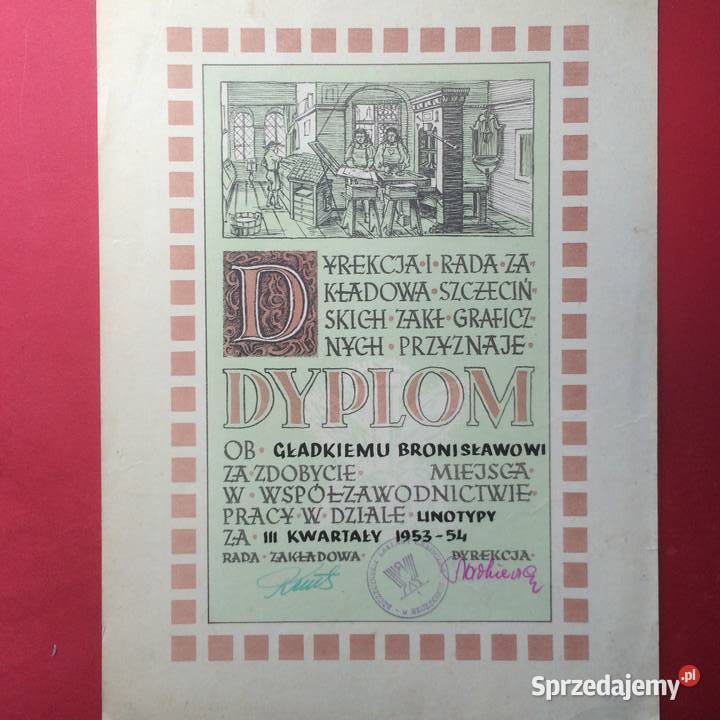 DYREKCJA·I·RADA·ZA-
KŁADOWA·SZCZECIŃ-
SKICH·ZAKŁ·GRAFICZ-
NYCH·PRZYZNAJE·
DYPLOM
OB· GŁADKIEMU BRONISŁAWOWI
ZA·ZDOBYCIE MIEJSCA·
W·WSPÓŁZAWODNICTWIE·
PRACY·W·DZIALE· LINOTYPY
ZA· III KWARTAŁY 1953-54
RADA·ZAKŁADOWA· DYREKCJA·
Sprzedajemy.pl